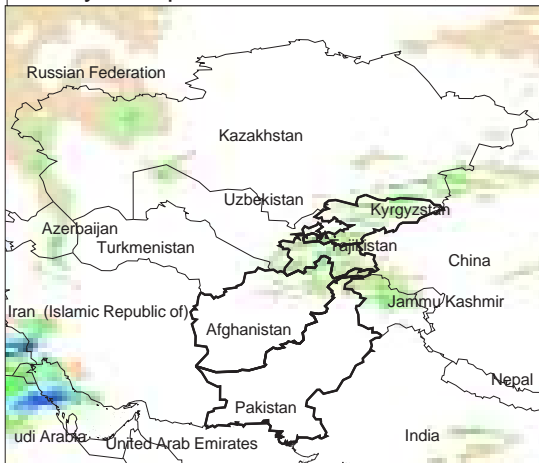 Russian Federation
Kazakhstan
Uzbekistan
Kyrgyzstan
Azerbaijan
Turkmenistan
Tajikistan
China
Iran (Islamic Republic of)
Jammu/Kashmir
Afghanistan
Nepal
Pakistan
udi Arabia
United Arab Emirates
India